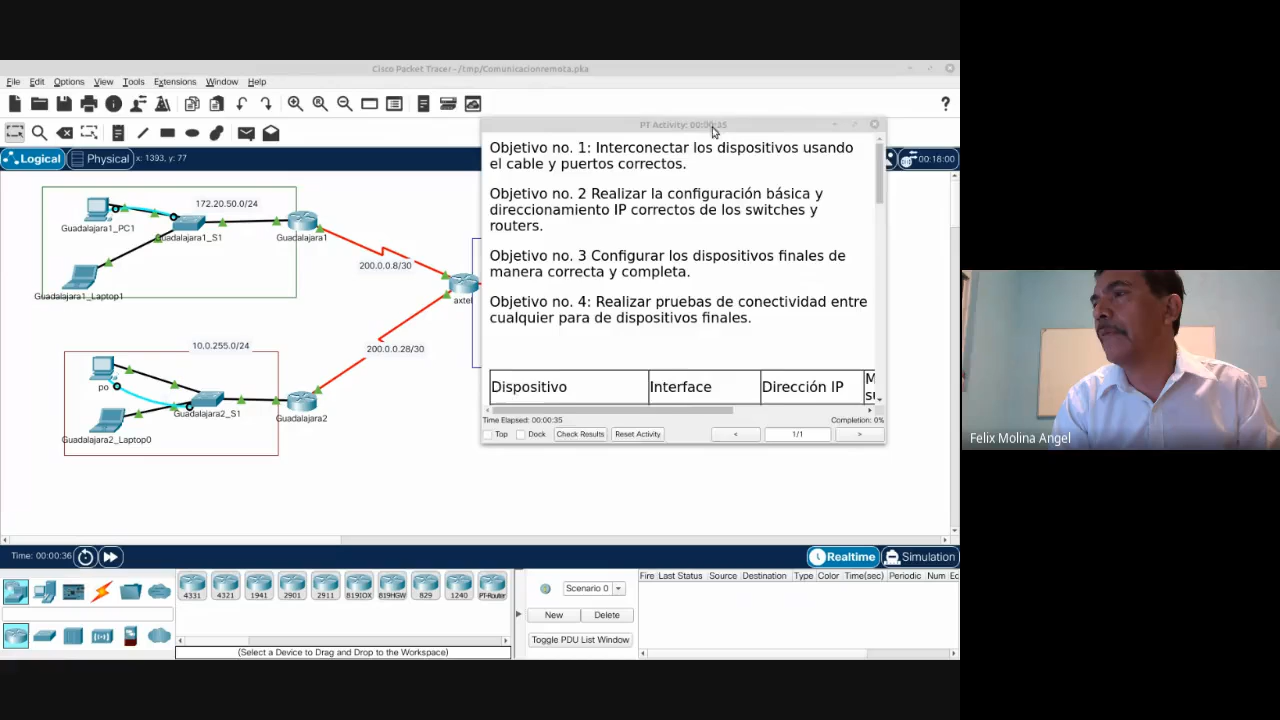 Cisco Packet Tracer - /tmp/Comunicacionremota.pka
File Edit Options View Tools Extensions Window Help
?
Logical Physical x: 1393, y: 77
00:18:00
PT Activity: 00:00:35
Objetivo no. 1: Interconectar los dispositivos usando
el cable y puertos correctos.
Objetivo no. 2 Realizar la configuración básica y
direccionamiento IP correctos de los switches y
routers.
Objetivo no. 3 Configurar los dispositivos finales de
manera correcta y completa.
Objetivo no. 4: Realizar pruebas de conectividad entre
cualquier para de dispositivos finales.
Dispositivo Interface Dirección IP
Time Elapsed: 00:00:35 Completion: 0%
Top Dock Check Results Reset Activity < 1/1 >
172.20.50.0/24
Guadalajara1_PC1
Guadalajara1_S1
Guadalajara1
Guadalajara1_Laptop1
200.0.0.8/30
axtel
10.0.255.0/24
200.0.0.28/30
po
Guadalajara2_S1
Guadalajara2
Guadalajara2_Laptop0
Felix Molina Angel
Time: 00:00:36
Realtime Simulation
4331 4321 1941 2901 2911 819IOX 819HGW 829 1240 PT-Router
(Select a Device to Drag and Drop to the Workspace)
Scenario 0
New Delete
Toggle PDU List Window
Fire Last Status Source Destination Type Color Time(sec) Periodic Num